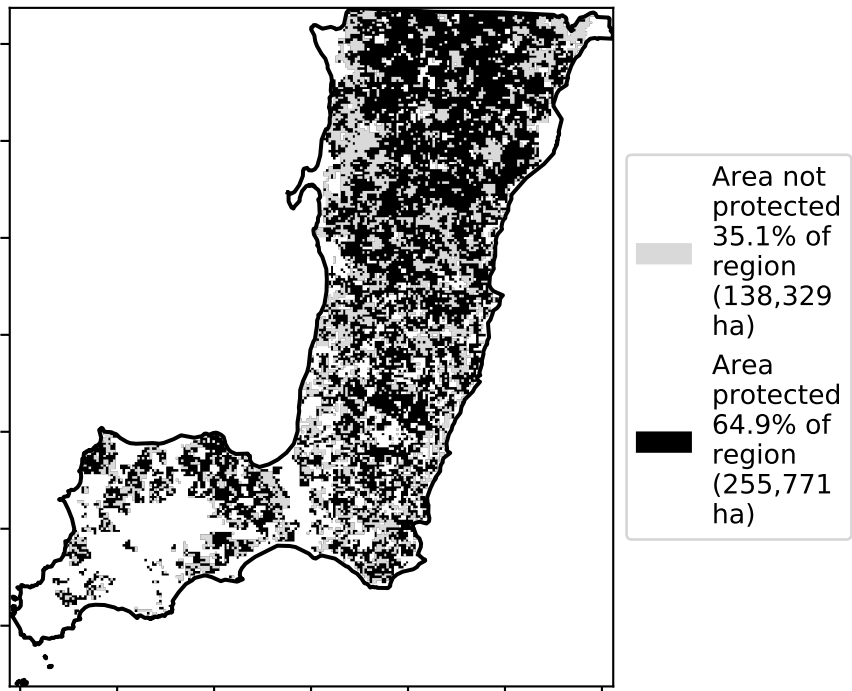 Area not
protected
35.1% of
region
(138,329
ha)
Area
protected
64.9% of
region
(255,771
ha)